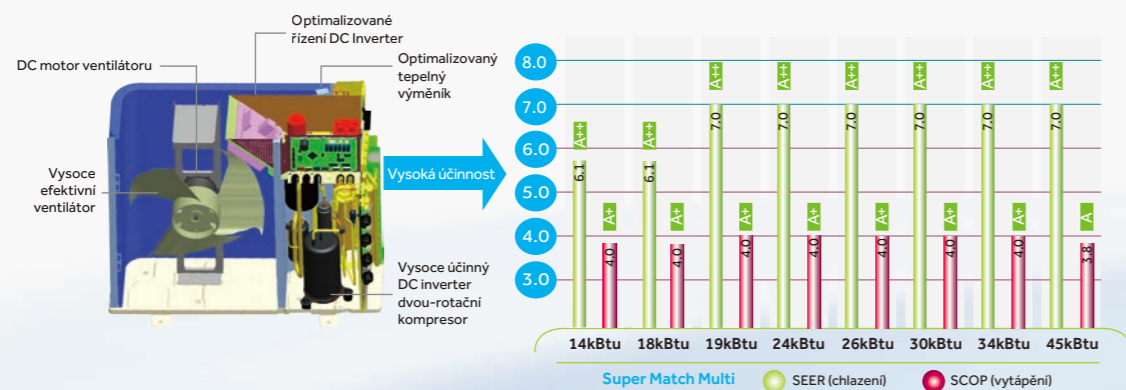 Optimalizované
řízení DC Inverter
DC motor ventilátoru
Optimalizovaný
tepelný
výměník
Vysoce
efektivní
ventilátor
Vysoká účinnost
Vysoce účinný
DC inverter
dvou-rotační
kompresor
8.0
7.0
6.0
5.0
4.0
3.0
A++
6.1
A+
4.0
A++
6.1
A+
4.0
A++
7.0
A+
4.0
A++
7.0
A+
4.0
A++
7.0
A+
4.0
A++
7.0
A+
4.0
A++
7.0
A+
4.0
A++
7.0
A
3.8
14kBtu 18kBtu 19kBtu 24kBtu 26kBtu 30kBtu 34kBtu 45kBtu
Super Match Multi SEER (chlazení) SCOP (vytápění)